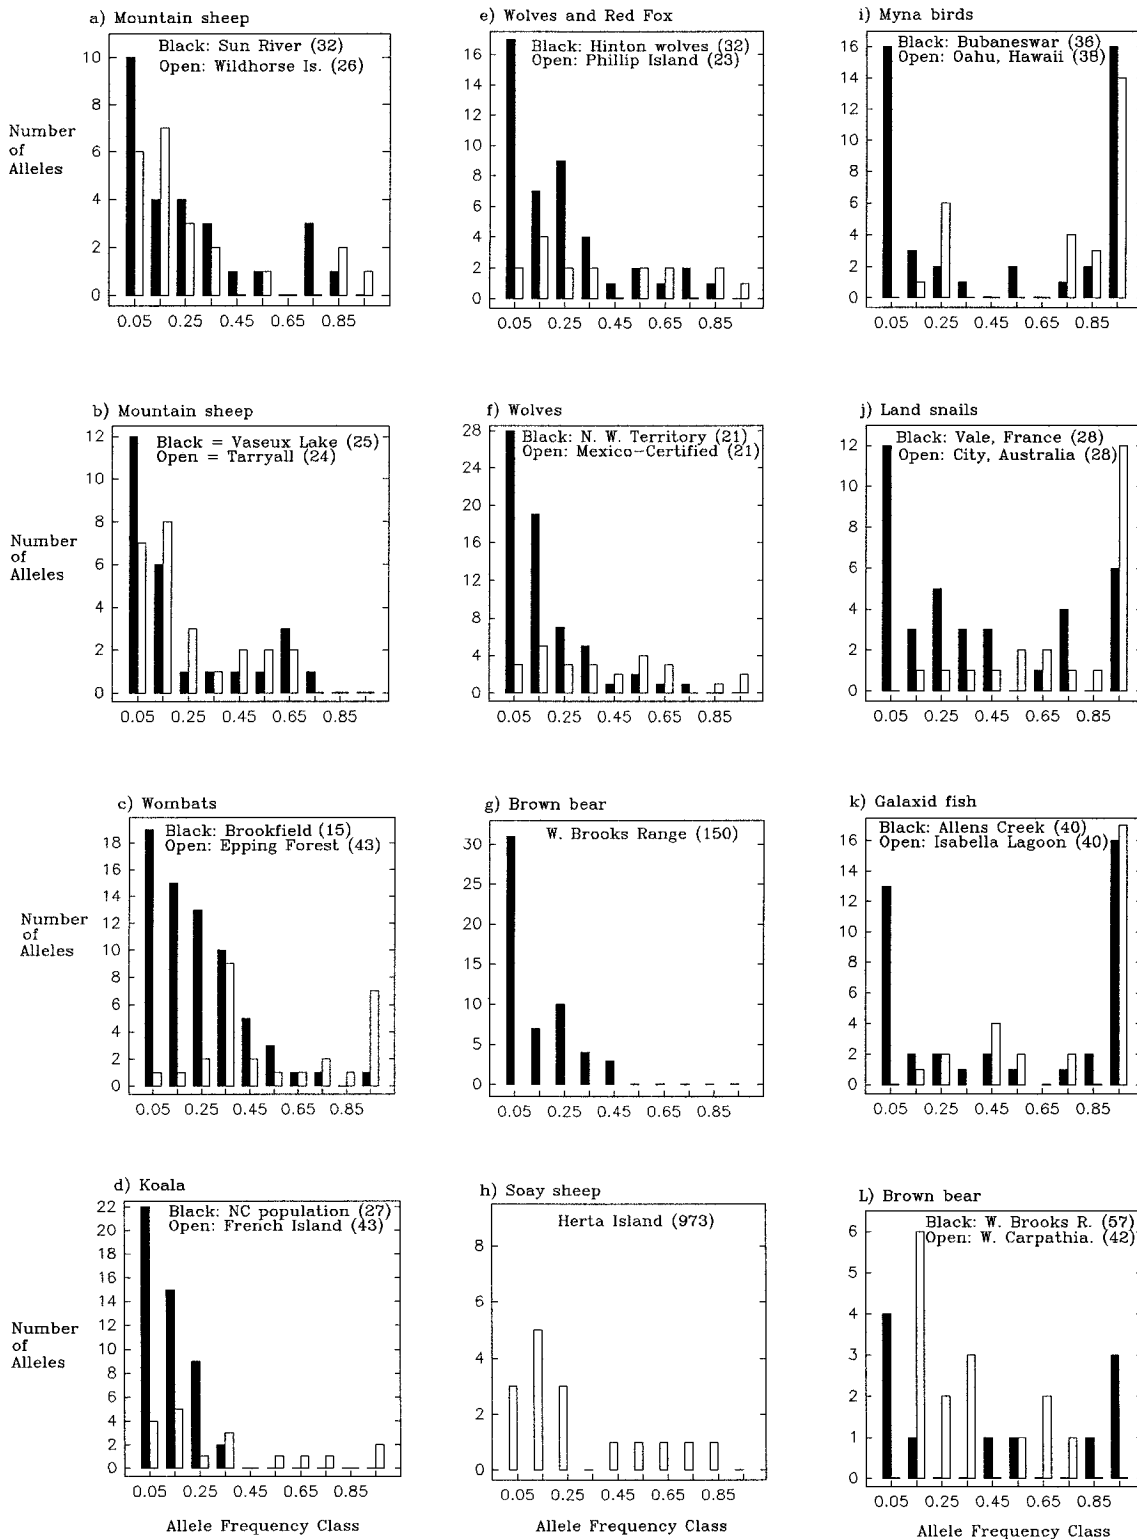 a) Mountain sheep
Black: Sun River (32)
Open: Wildhorse Is. (26)
Number
of
Alleles
10
8
6
4
2
0
0.05 0.25 0.45 0.65 0.85
e) Wolves and Red Fox
Black: Hinton wolves (32)
Open: Phillip Island (23)
16
14
12
10
8
6
4
2
0
0.05 0.25 0.45 0.65 0.85
i) Myna birds
Black: Bubaneswar (36)
Open: Oahu, Hawaii (38)
16
14
12
10
8
6
4
2
0
0.05 0.25 0.45 0.65 0.85
b) Mountain sheep
Black = Vaseux Lake (25)
Open = Tarryall (24)
Number
of
Alleles
12
10
8
6
4
2
0
0.05 0.25 0.45 0.65 0.85
f) Wolves
Black: N. W. Territory (21)
Open: Mexico-Certified (21)
28
24
20
16
12
8
4
0
0.05 0.25 0.45 0.65 0.85
j) Land snails
Black: Vale, France (28)
Open: City, Australia (28)
12
10
8
6
4
2
0
0.05 0.25 0.45 0.65 0.85
c) Wombats
Black: Brookfield (15)
Open: Epping Forest (43)
Number
of
Alleles
18
16
14
12
10
8
6
4
2
0
0.05 0.25 0.45 0.65 0.85
g) Brown bear
W. Brooks Range (150)
30
25
20
15
10
5
0
0.05 0.25 0.45 0.65 0.85
k) Galaxid fish
Black: Allens Creek (40)
Open: Isabella Lagoon (40)
16
14
12
10
8
6
4
2
0
0.05 0.25 0.45 0.65 0.85
d) Koala
Black: NC population (27)
Open: French Island (43)
Number
of
Alleles
22
20
18
16
14
12
10
8
6
4
2
0
0.05 0.25 0.45 0.65 0.85
Allele Frequency Class
h) Soay sheep
Herta Island (973)
8
6
4
2
0
0.05 0.25 0.45 0.65 0.85
Allele Frequency Class
L) Brown bear
Black: W. Brooks R. (57)
Open: W. Carpathia. (42)
6
5
4
3
2
1
0
0.05 0.25 0.45 0.65 0.85
Allele Frequency Class